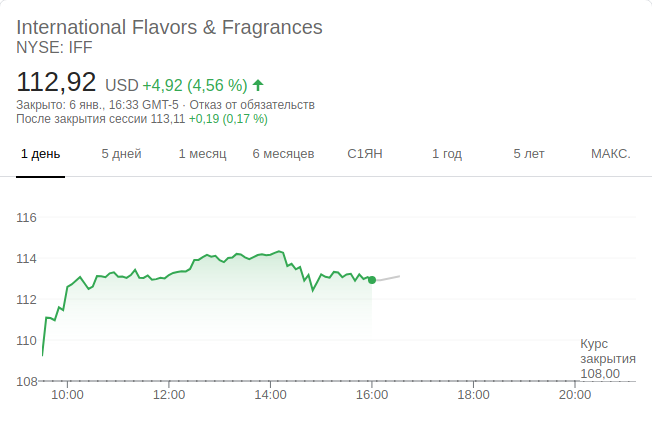 International Flavors & Fragrances
NYSE: IFF
112,92 USD +4,92 (4,56 %)
Закрыто: 6 янв., 16:33 GMT-5 · Отказ от обязательств
После закрытия сессии 113,11 +0,19 (0,17 %)
1 день 5 дней 1 месяц 6 месяцев С1ЯН 1 год 5 лет МАКС.
116
114
112
110
Курс
закрытия
108,00
108
10:00 12:00 14:00 16:00 18:00 20:00